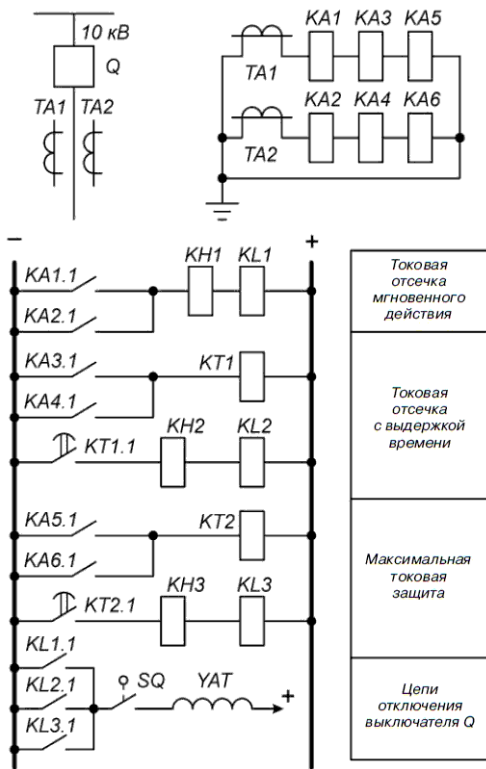 10 кВ
Q
TA1 TA2
KA1 KA3 KA5
TA1
KA2 KA4 KA6
TA2
– +
KA1.1
KH1 KL1
KA2.1
Токовая
отсечка
мгновенного
действия
KA3.1
KT1
KA4.1
KT1.1
KH2 KL2
Токовая
отсечка
с выдержкой
времени
KA5.1
KT2
KA6.1
KT2.1
KH3 KL3
Максимальная
токовая
защита
KL1.1
KL2.1
SQ YAT +
KL3.1
Цепи
отключения
выключателя Q